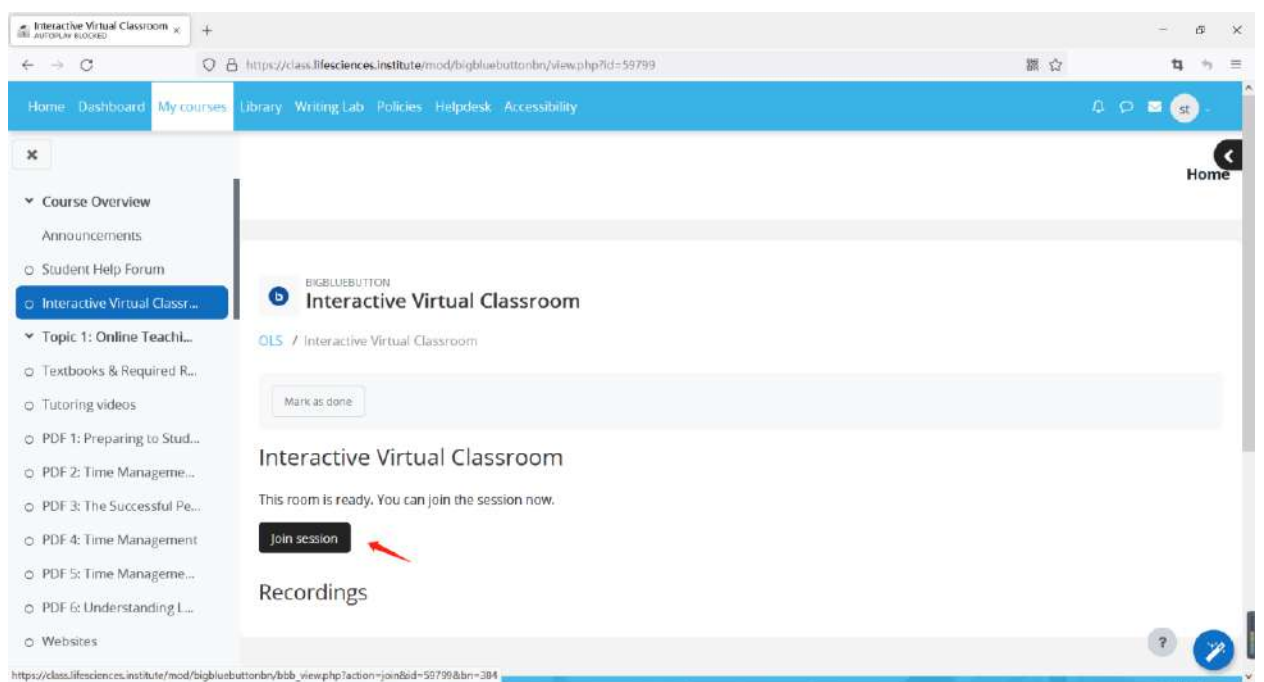 Interactive Virtual Classroom
AUTOPLAY BLOCKED
https://class.lifesciences.institute/mod/bigbluebuttonbn/view.php?id=59799
Home Dashboard My courses Library Writing Lab Policies Helpdesk Accessibility
st
Home
Course Overview
Announcements
Student Help Forum
Interactive Virtual Classr...
Topic 1: Online Teachi...
Textbooks & Required R...
Tutoring videos
PDF 1: Preparing to Stud...
PDF 2: Time Manageme...
PDF 3: The Successful Pe...
PDF 4: Time Management
PDF 5: Time Manageme...
PDF 6: Understanding L...
Websites
BIGBLUEBUTTON
Interactive Virtual Classroom
OLS / Interactive Virtual Classroom
Mark as done
Interactive Virtual Classroom
This room is ready. You can join the session now.
Join session
Recordings
?
https://class.lifesciences.institute/mod/bigbluebuttonbn/bbb_view.php?action=join&id=59799&bn=384